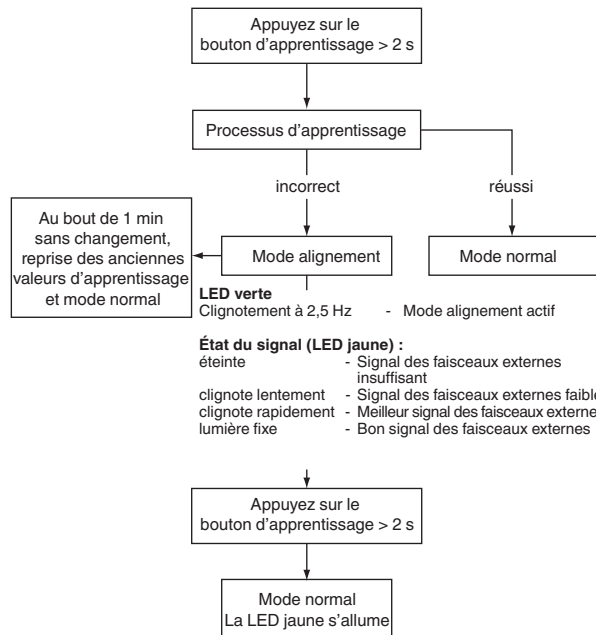 Appuyez sur le
bouton d'apprentissage > 2 s
Processus d'apprentissage
incorrect
réussi
Au bout de 1 min
sans changement,
reprise des anciennes
valeurs d'apprentissage
et mode normal
Mode alignement
Mode normal
LED verte
Clignotement à 2,5 Hz - Mode alignement actif
État du signal (LED jaune) :
éteinte - Signal des faisceaux externes
insuffisant
clignote lentement - Signal des faisceaux externes faible
clignote rapidement - Meilleur signal des faisceaux externe
lumière fixe - Bon signal des faisceaux externes
Appuyez sur le
bouton d'apprentissage > 2 s
Mode normal
La LED jaune s'allume